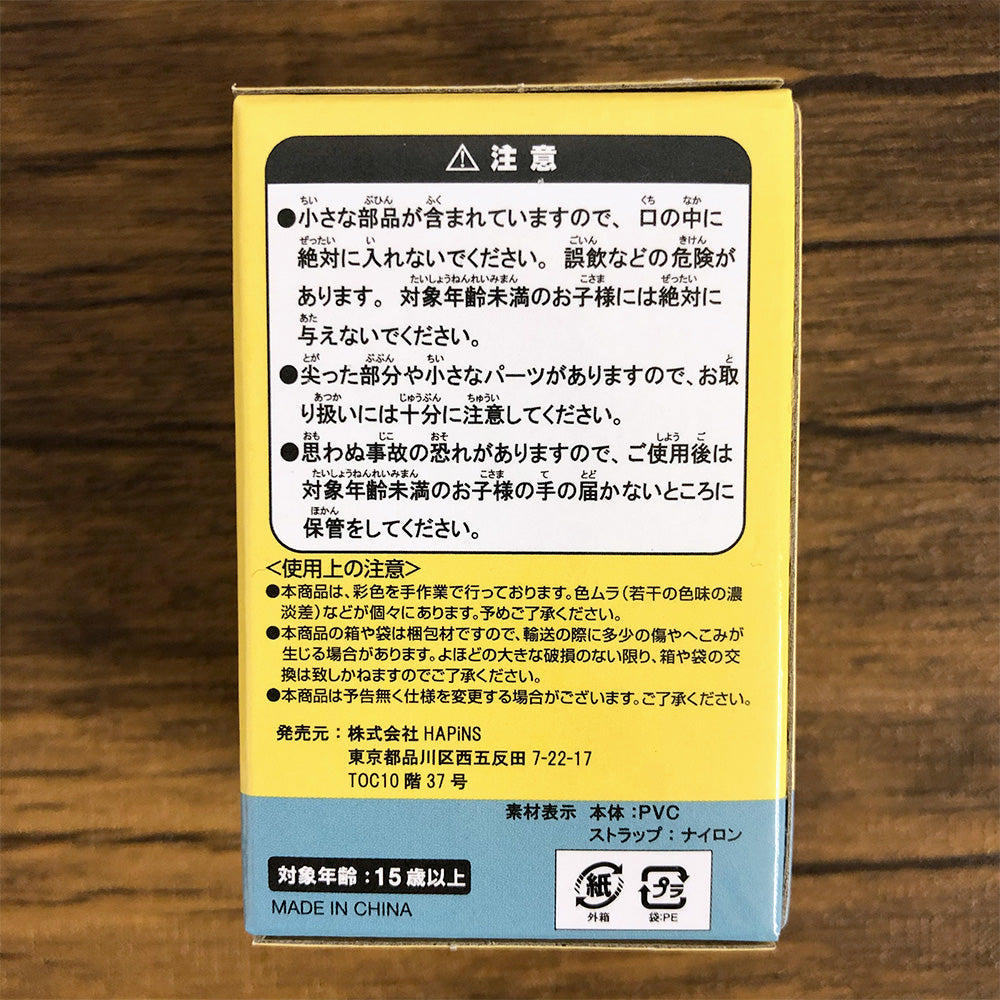 ⚠ 注意
●小さな部品が含まれていますので、口の中に
絶対に入れないでください。誤飲などの危険が
あります。対象年齢未満のお子様には絶対に
与えないでください。
●尖った部分や小さなパーツがありますので、お取
り扱いには十分に注意してください。
●思わぬ事故の恐れがありますので、ご使用後は
対象年齢未満のお子様の手の届かないところに
保管をしてください。
＜使用上の注意＞
●本商品は、彩色を手作業で行っております。色ムラ（若干の色味の濃
淡差）などが個々にあります。予めご了承ください。
●本商品の箱や袋は梱包材ですので、輸送の際に多少の傷やへこみが
生じる場合があります。よほどの大きな破損のない限り、箱や袋の交
換は致しかねますのでご了承ください。
●本商品は予告無く仕様を変更する場合がございます。ご了承ください。
発売元：株式会社 HAPiNS
東京都品川区西五反田 7-22-17
TOC10 階 37 号
素材表示 本体：PVC
ストラップ：ナイロン
対象年齢：15 歳以上
MADE IN CHINA
紙 プラ
外箱 袋:PE